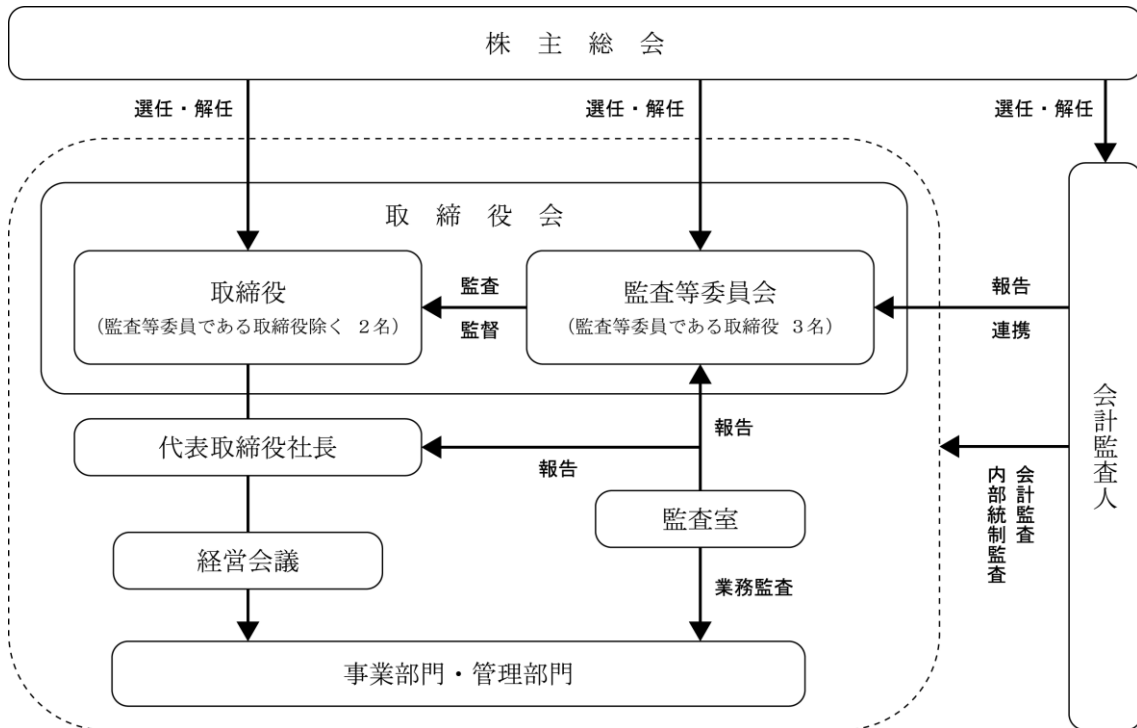 株主総会
選任・解任
選任・解任
選任・解任
取締役会
取締役
(監査等委員である取締役除く 2名)
監査
監督
監査等委員会
(監査等委員である取締役 3名)
報告
連携
代表取締役社長
報告
報告
監査室
経営会議
業務監査
事業部門・管理部門
会計監査
内部統制監査
会計監査人